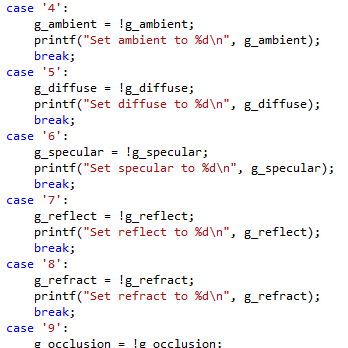 case '4':
    g_ambient = !g_ambient;
    printf("Set ambient to %d\n", g_ambient);
    break;
case '5':
    g_diffuse = !g_diffuse;
    printf("Set diffuse to %d\n", g_diffuse);
    break;
case '6':
    g_specular = !g_specular;
    printf("Set specular to %d\n", g_specular);
    break;
case '7':
    g_reflect = !g_reflect;
    printf("Set reflect to %d\n", g_reflect);
    break;
case '8':
    g_refract = !g_refract;
    printf("Set refract to %d\n", g_refract);
    break;
case '9':
    g_occlusion = !g_occlusion;